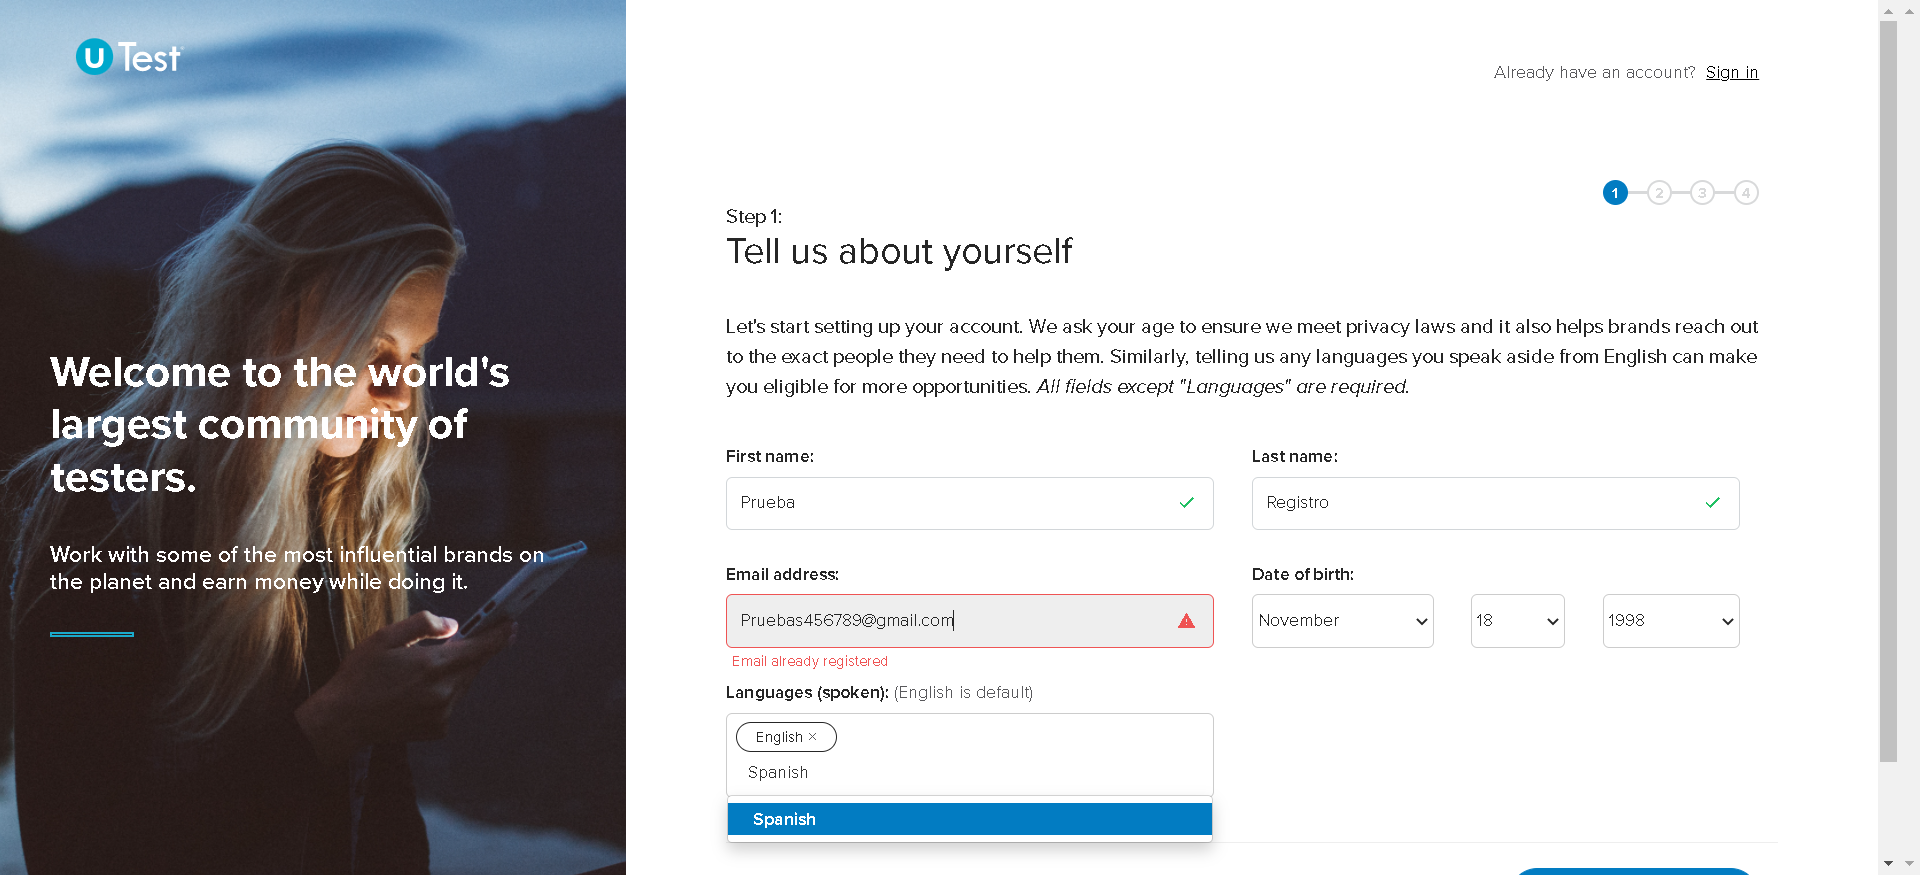 U Test
Welcome to the world's
largest community of
testers.
Work with some of the most influential brands on
the planet and earn money while doing it.
Already have an account? Sign in
1 2 3 4
Step 1:
Tell us about yourself
Let's start setting up your account. We ask your age to ensure we meet privacy laws and it also helps brands reach out
to the exact people they need to help them. Similarly, telling us any languages you speak aside from English can make
you eligible for more opportunities. All fields except "Languages" are required.
First name:
Last name:
Prueba
Registro
Email address:
Date of birth:
Pruebas456789@gmail.com
November
18
1998
Email already registered
Languages (spoken): (English is default)
English ×
Spanish
Spanish